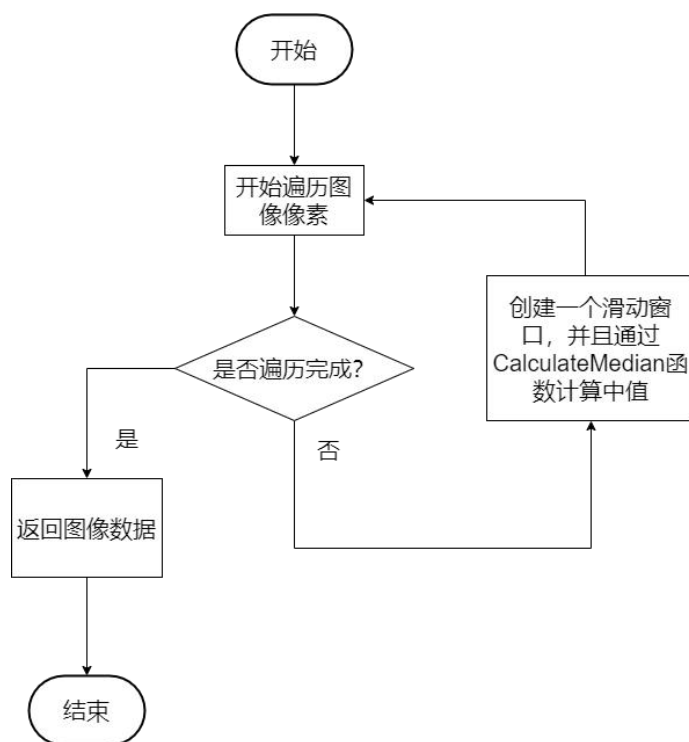 开始
开始遍历图
像像素
创建一个滑动窗
口，并且通过
CalculateMedian函
数计算中值
是否遍历完成？
是
否
返回图像数据
结束